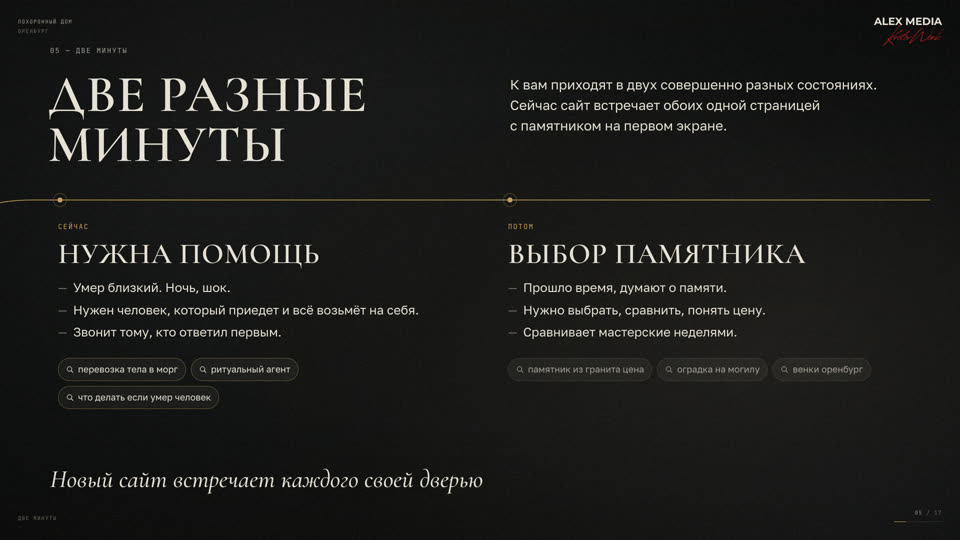 ПОХОРОННЫЙ ДОМ
ОРЕНБУРГ
ALEX MEDIA
05 — ДВЕ МИНУТЫ
ДВЕ РАЗНЫЕ
МИНУТЫ
К вам приходят в двух совершенно разных состояниях.
Сейчас сайт встречает обоих одной страницей
с памятником на первом экране.
СЕЙЧАС
НУЖНА ПОМОЩЬ
— Умер близкий. Ночь, шок.
— Нужен человек, который приедет и всё возьмёт на себя.
— Звонит тому, кто ответил первым.
перевозка тела в морг
ритуальный агент
что делать если умер человек
ПОТОМ
ВЫБОР ПАМЯТНИКА
— Прошло время, думают о памяти.
— Нужно выбрать, сравнить, понять цену.
— Сравнивает мастерские неделями.
памятник из гранита цена
оградка на могилу
венки оренбург
Новый сайт встречает каждого своей дверью
ДВЕ МИНУТЫ
05 / 17